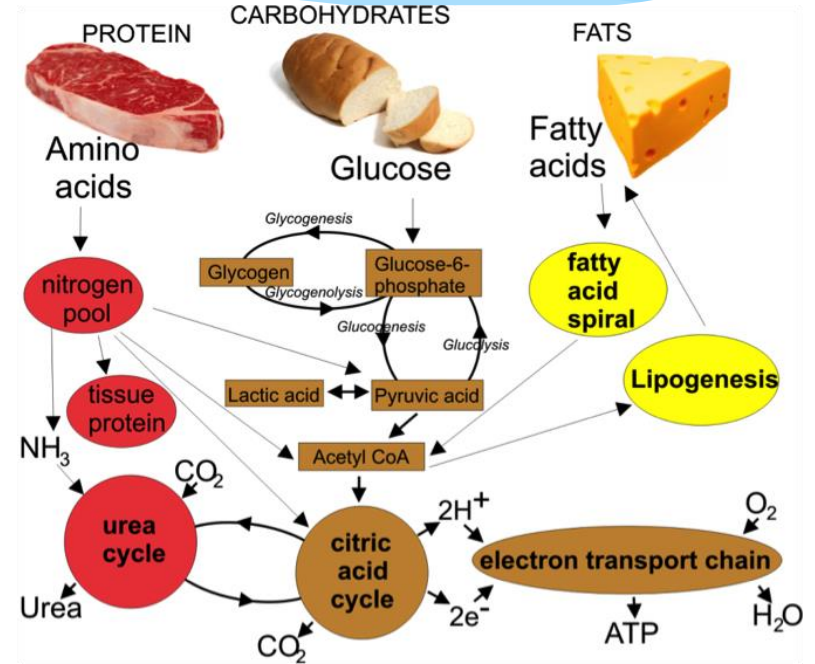 PROTEIN
CARBOHYDRATES
FATS
Amino
acids
Glucose
Fatty
acids
Glycogenesis
Glycogen
Glucose-6-
phosphate
Glycogenolysis
fatty
acid
spiral
nitrogen
pool
Glucogenesis
Glucolysis
Lipogenesis
tissue
protein
Lactic acid
Pyruvic acid
NH₃
Acetyl CoA
CO₂
urea
cycle
citric
acid
cycle
2H⁺
O₂
electron transport chain
Urea
2e⁻
H₂O
CO₂
ATP